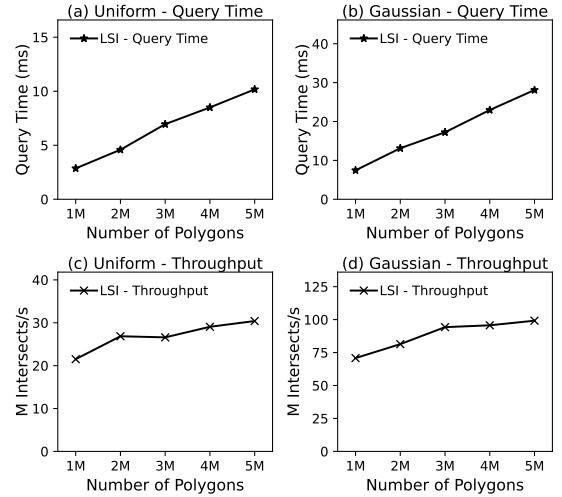 (a) Uniform - Query Time
LSI - Query Time
Query Time (ms)
15
10
5
0
1M 2M 3M 4M 5M
Number of Polygons
(b) Gaussian - Query Time
LSI - Query Time
Query Time (ms)
40
30
20
10
0
1M 2M 3M 4M 5M
Number of Polygons
(c) Uniform - Throughput
LSI - Throughput
M Intersects/s
40
30
20
10
0
1M 2M 3M 4M 5M
Number of Polygons
(d) Gaussian - Throughput
LSI - Throughput
M Intersects/s
125
100
75
50
25
0
1M 2M 3M 4M 5M
Number of Polygons